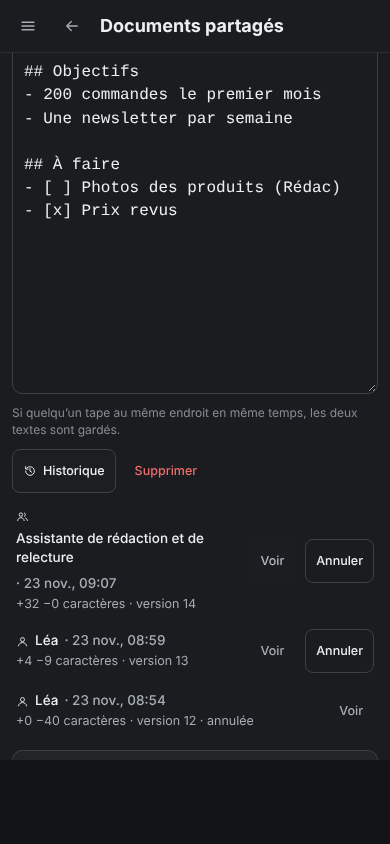 Documents partagés
## Objectifs
- 200 commandes le premier mois
- Une newsletter par semaine
## À faire
- [ ] Photos des produits (Rédac)
- [x] Prix revus
Si quelqu'un tape au même endroit en même temps, les deux
textes sont gardés.
Historique
Supprimer
Assistante de rédaction et de
relecture
· 23 nov., 09:07
+32 −0 caractères · version 14
Voir
Annuler
Léa · 23 nov., 08:59
+4 −9 caractères · version 13
Voir
Annuler
Léa · 23 nov., 08:54
+0 −40 caractères · version 12 · annulée
Voir